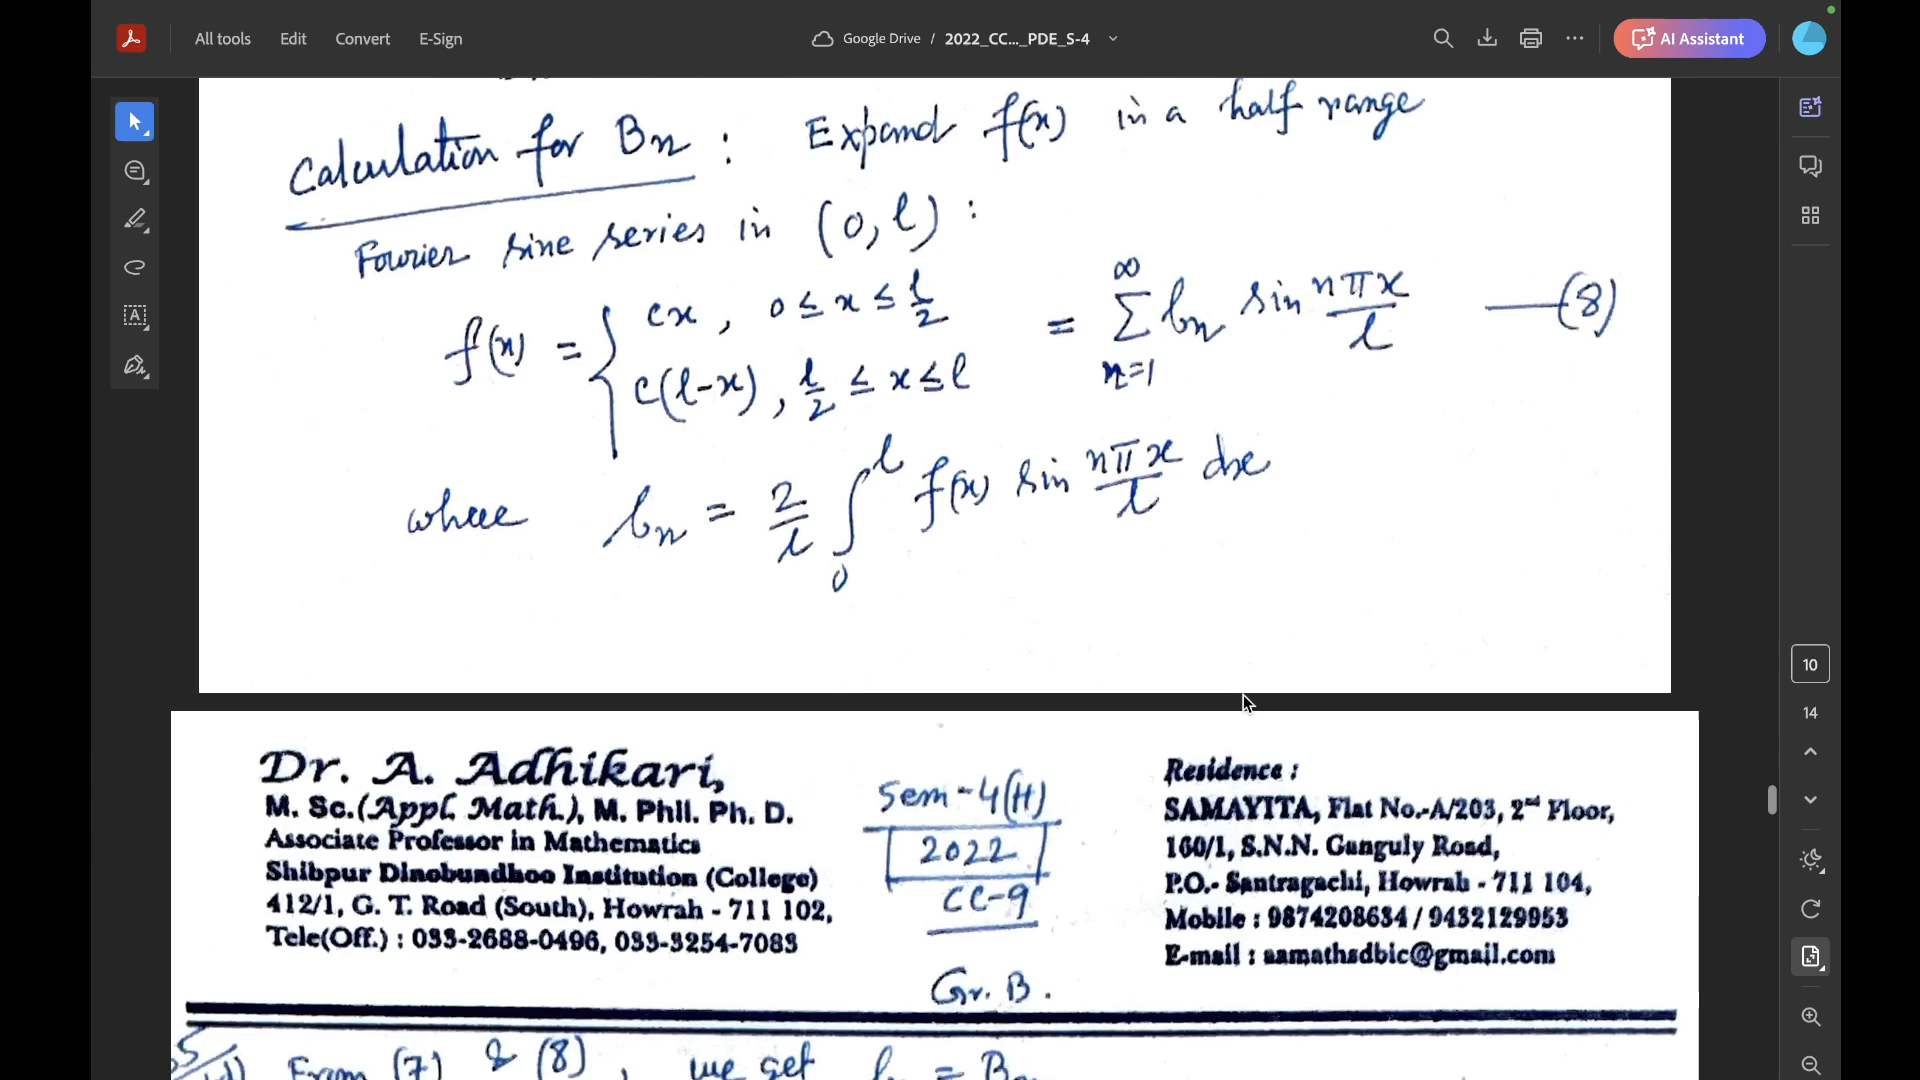 All tools Edit Convert E-Sign Google Drive / 2022_CC..._PDE_S-4 AI Assistant
Calculation for Bn : Expand f(x) in a half range
Fourier sine series in (0, l) :
f(x) = { cx , 0 ≤ x ≤ l/2
c(l-x) , l/2 ≤ x ≤ l = ∞ Σ n=1 bn sin nπx/l —(8)
where bn = 2/l ∫ 0 l f(x) sin nπx/l dx
10
14
Dr. A. Adhikari,
M. Sc.(Appl. Math.), M. Phil. Ph. D.
Associate Professor in Mathematics
Shibpur Dinobundhoo Institution (College)
412/1, G. T. Road (South), Howrah - 711 102,
Tele(Off.) : 033-2688-0496, 033-3254-7083
Sem-4(H)
2022
CC-9
Gr. B.
Residence :
SAMAYITA, Flat No.-A/203, 2nd Floor,
160/1, S.N.N. Ganguly Road,
P.O.- Santragachi, Howrah - 711 104,
Mobile : 9874208634 / 9432129953
E-mail : aamathsdbic@gmail.com
From (7) & (8) , we get bn = Bn